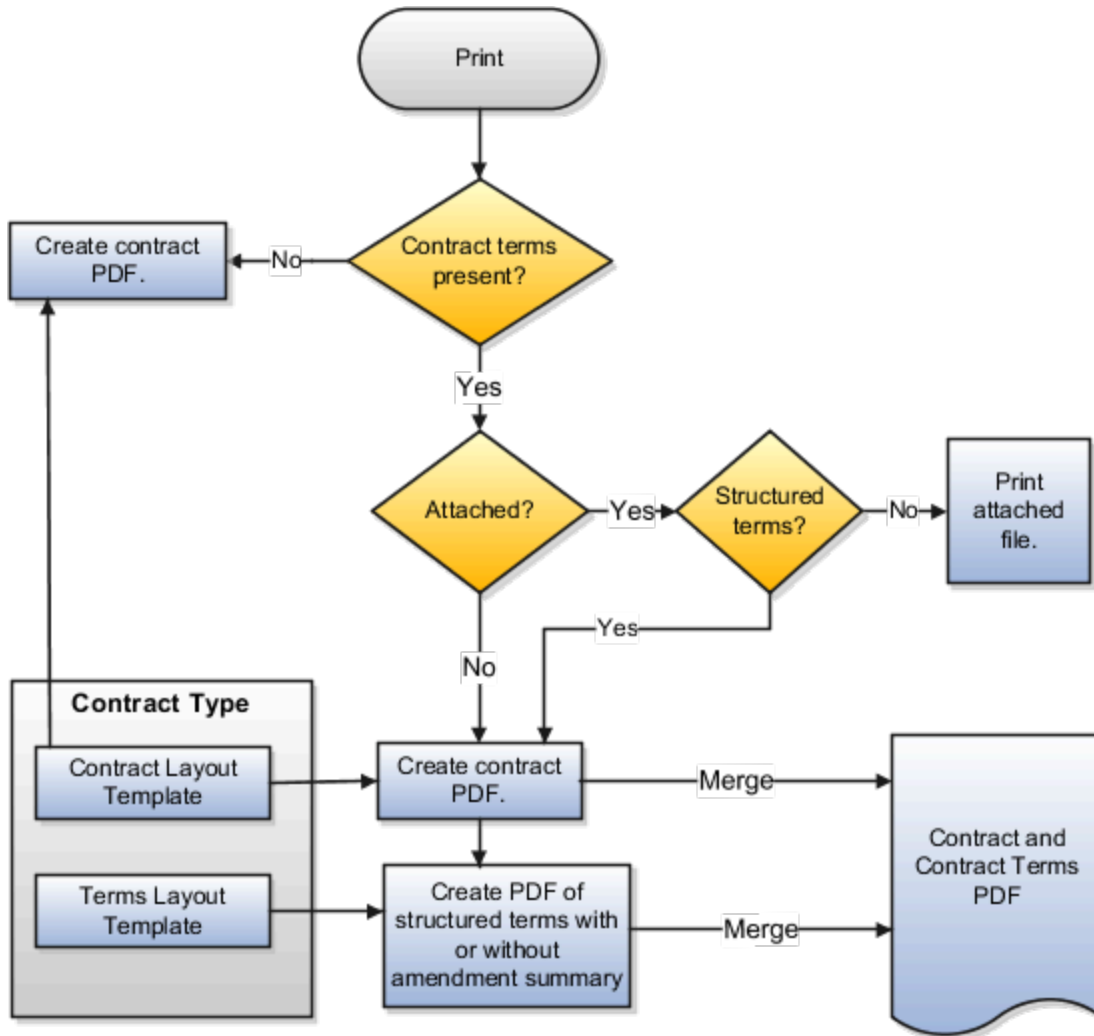 Print
Contract terms
present?
No
Create contract
PDF.
Yes
Attached?
Yes
Structured
terms?
No
Print
attached
file.
Yes
No
Contract Type
Contract Layout
Template
Create contract
PDF.
Merge
Contract and
Contract Terms
PDF
Terms Layout
Template
Create PDF of
structured terms with
or without
amendment summary
Merge